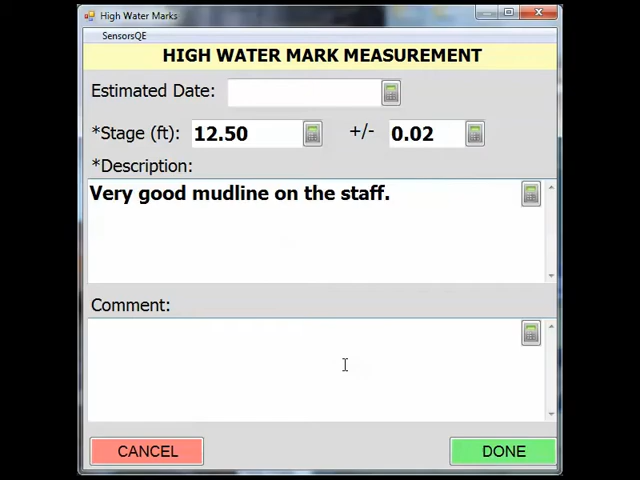 High Water Marks
SensorsQE
HIGH WATER MARK MEASUREMENT
Estimated Date:
*Stage (ft): 12.50 +/- 0.02
*Description:
Very good mudline on the staff.
Comment:
CANCEL DONE